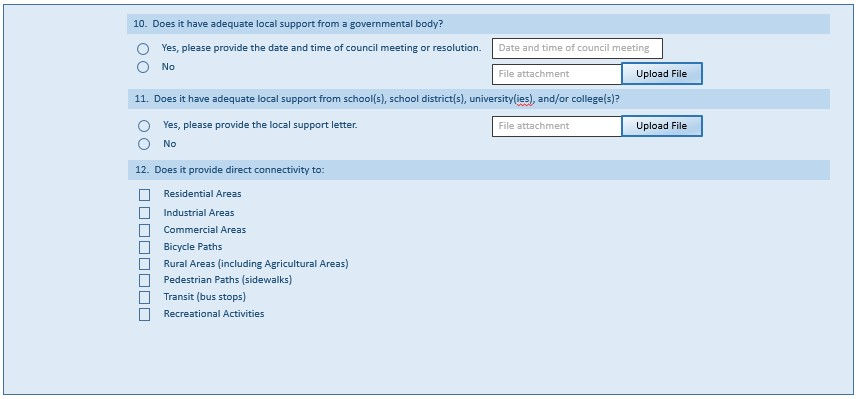 10. Does it have adequate local support from a governmental body?
Yes, please provide the date and time of council meeting or resolution. Date and time of council meeting
No
File attachment Upload File
11. Does it have adequate local support from school(s), school district(s), university(ies), and/or college(s)?
Yes, please provide the local support letter. File attachment Upload File
No
12. Does it provide direct connectivity to:
Residential Areas
Industrial Areas
Commercial Areas
Bicycle Paths
Rural Areas (including Agricultural Areas)
Pedestrian Paths (sidewalks)
Transit (bus stops)
Recreational Activities